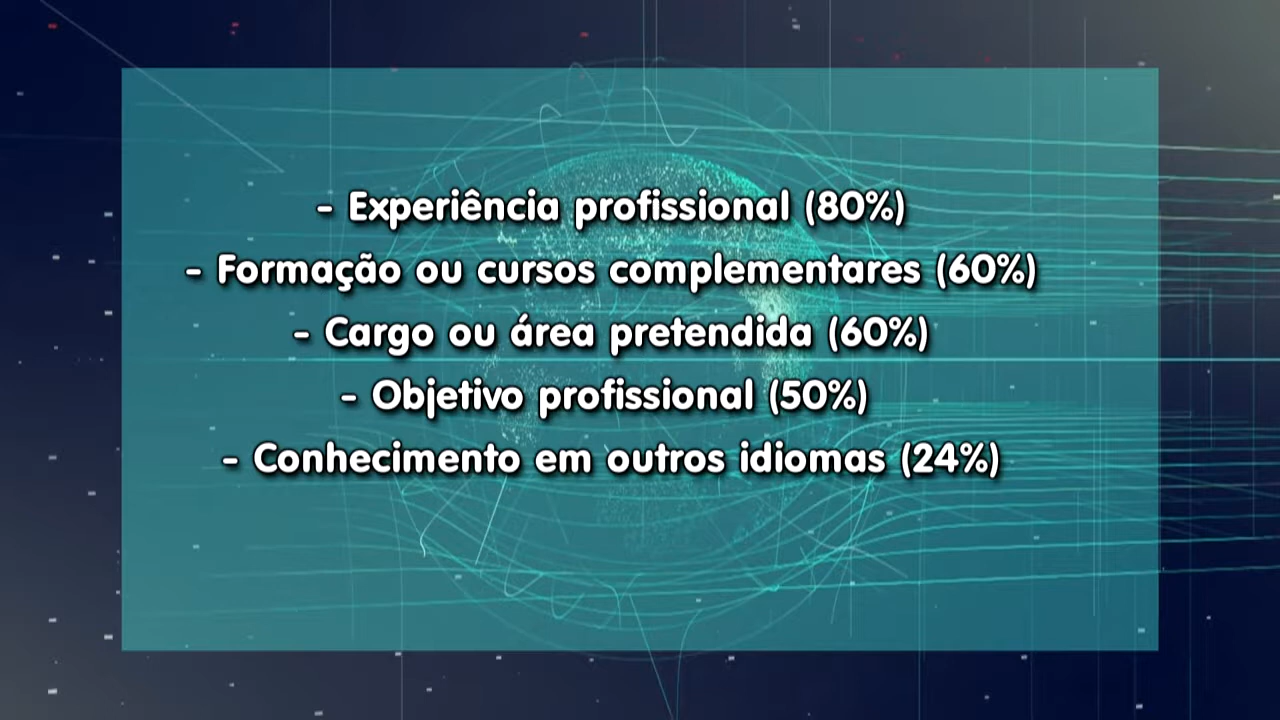 - Experiência profissional (80%)
- Formação ou cursos complementares (60%)
- Cargo ou área pretendida (60%)
- Objetivo profissional (50%)
- Conhecimento em outros idiomas (24%)